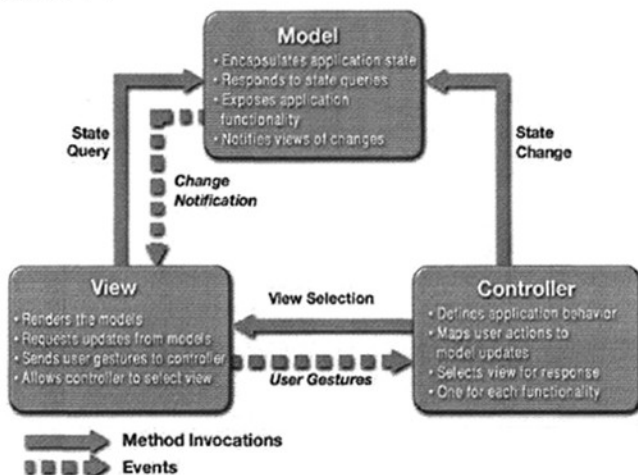 Model
• Encapsulates application state
• Responds to state queries
• Exposes application
functionality
• Notifies views of changes
State
Query
Change
Notification
State
Change
View
• Renders the models
• Requests updates from models
• Sends user gestures to controller
• Allows controller to select view
View Selection
User Gestures
Controller
• Defines application behavior
• Maps user actions to
model updates
• Selects view for response
• One for each functionality
Method Invocations
Events